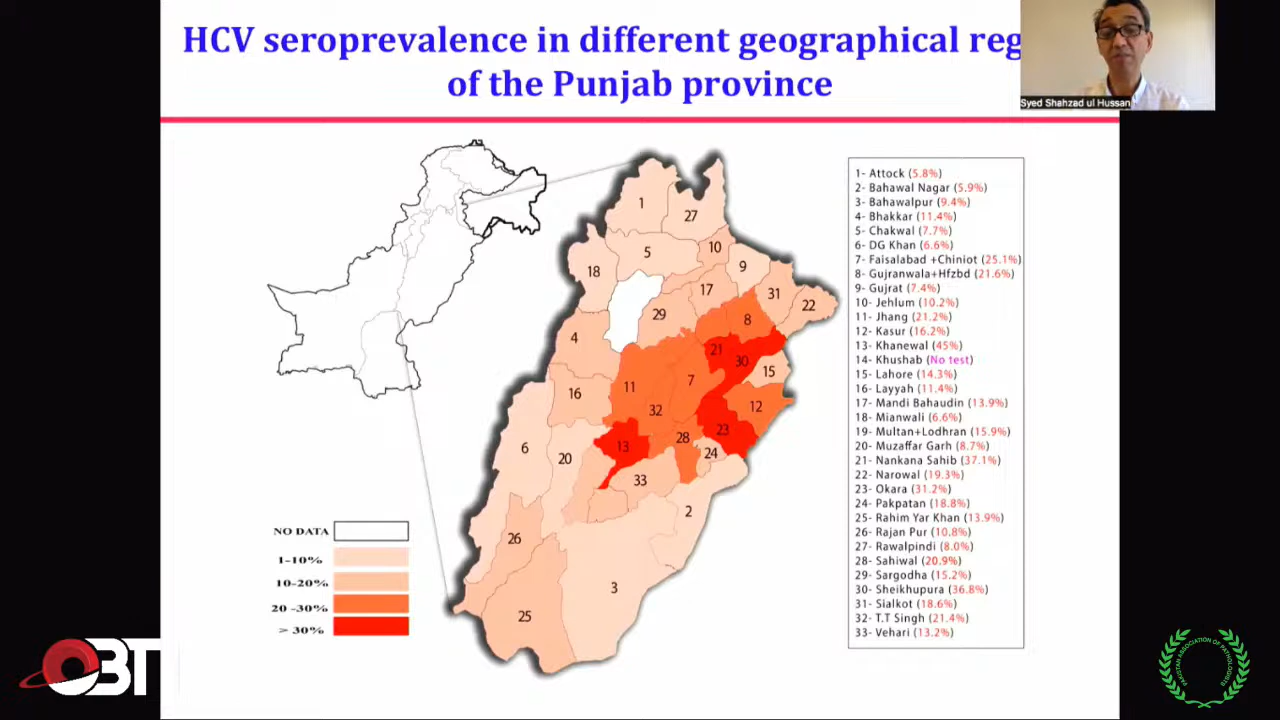 HCV seroprevalence in different geographical reg
of the Punjab province
Syed Shahzad ul Hussan
1- Attock (5.8%)
2- Bahawal Nagar (5.9%)
3- Bahawalpur (9.4%)
4- Bhakkar (11.4%)
5- Chakwal (7.7%)
6- DG Khan (6.6%)
7- Faisalabad +Chiniot (25.1%)
8- Gujranwala+Hfzbd (21.6%)
9- Gujrat (7.4%)
10- Jehlum (10.2%)
11- Jhang (21.2%)
12- Kasur (16.2%)
13- Khanewal (45%)
14- Khushab (No test)
15- Lahore (14.3%)
16- Layyah (11.4%)
17- Mandi Bahaudin (13.9%)
18- Mianwali (6.6%)
19- Multan+Lodhran (15.9%)
20- Muzaffar Garh (8.7%)
21- Nankana Sahib (37.1%)
22- Narowal (19.3%)
23- Okara (31.2%)
24- Pakpatan (18.8%)
25- Rahim Yar Khan (13.9%)
26- Rajan Pur (10.8%)
27- Rawalpindi (8.0%)
28- Sahiwal (20.9%)
29- Sargodha (15.2%)
30- Sheikhupura (36.8%)
31- Sialkot (18.6%)
32- T.T Singh (21.4%)
33- Vehari (13.2%)
1
27
5
10
9
18
17
31
22
29
8
4
21
30
15
7
11
16
32
12
23
28
13
24
6
20
33
2
26
3
25
NO DATA
1-10%
10-20%
20 -30%
> 30%
OBT
PAKISTAN ASSOCIATION OF PATHOLOGISTS